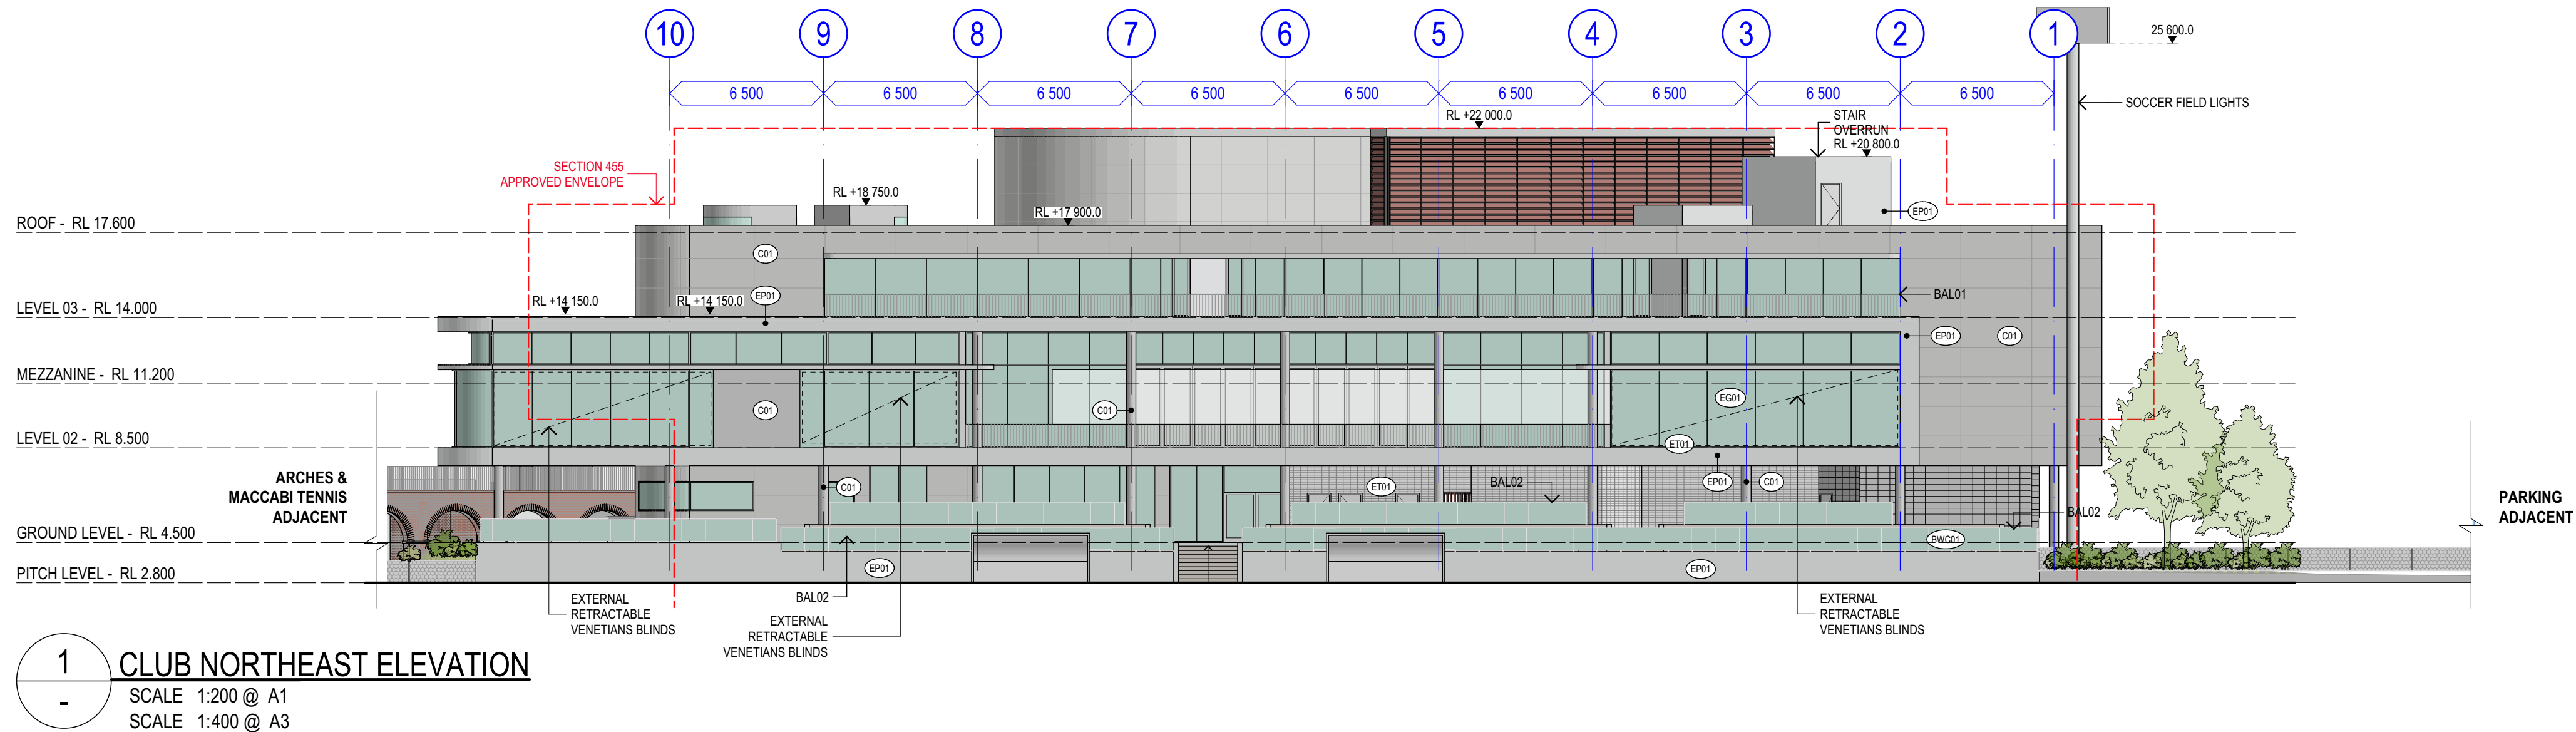 10 9 8 7 6 5 4 3 2 1
25 600.0
6 500 6 500 6 500 6 500 6 500 6 500 6 500 6 500 6 500
SOCCER FIELD LIGHTS
RL +22 000.0
STAIR
OVERRUN
RL +20 800.0
SECTION 455
APPROVED ENVELOPE
RL +18 750.0
RL +17 900.0
EP01
ROOF - RL 17.600
C01
EP01
BAL01
RL +14 150.0
RL +14 150.0
LEVEL 03 - RL 14.000
EP01
C01
MEZZANINE - RL 11.200
C01
C01
EG01
LEVEL 02 - RL 8.500
ET01
ARCHES &
MACCABI TENNIS
ADJACENT
C01
ET01
BAL02
EP01
C01
BAL02
PARKING
ADJACENT
GROUND LEVEL - RL 4.500
BWC01
PITCH LEVEL - RL 2.800
EP01
EP01
EXTERNAL
RETRACTABLE
VENETIANS BLINDS
BAL02
EXTERNAL
RETRACTABLE
VENETIANS BLINDS
EXTERNAL
RETRACTABLE
VENETIANS BLINDS
1
-
CLUB NORTHEAST ELEVATION
SCALE 1:200 @ A1
SCALE 1:400 @ A3